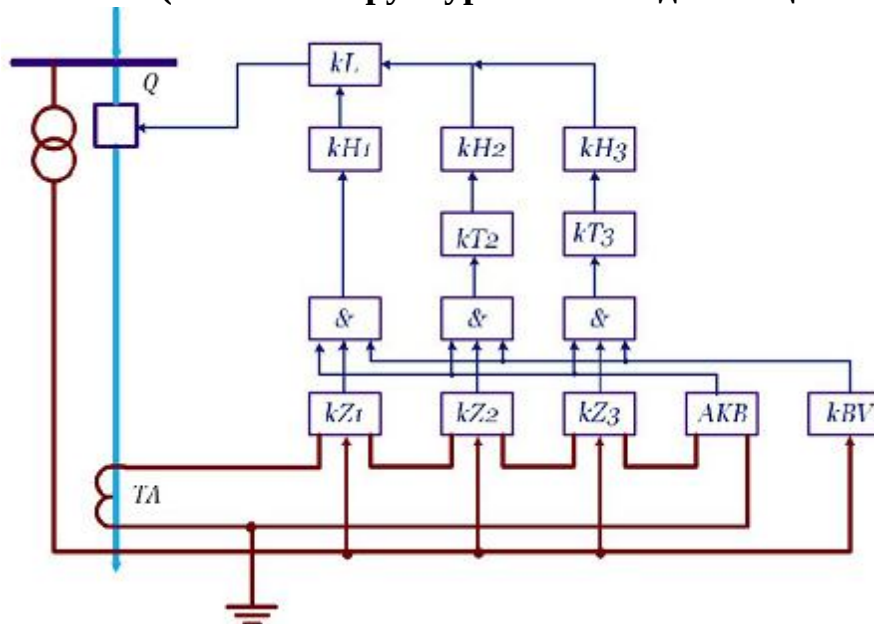 kL
Q
kH1 kH2 kH3
kT2 kT3
& & &
kZ1 kZ2 kZ3 AKB kBV
TA